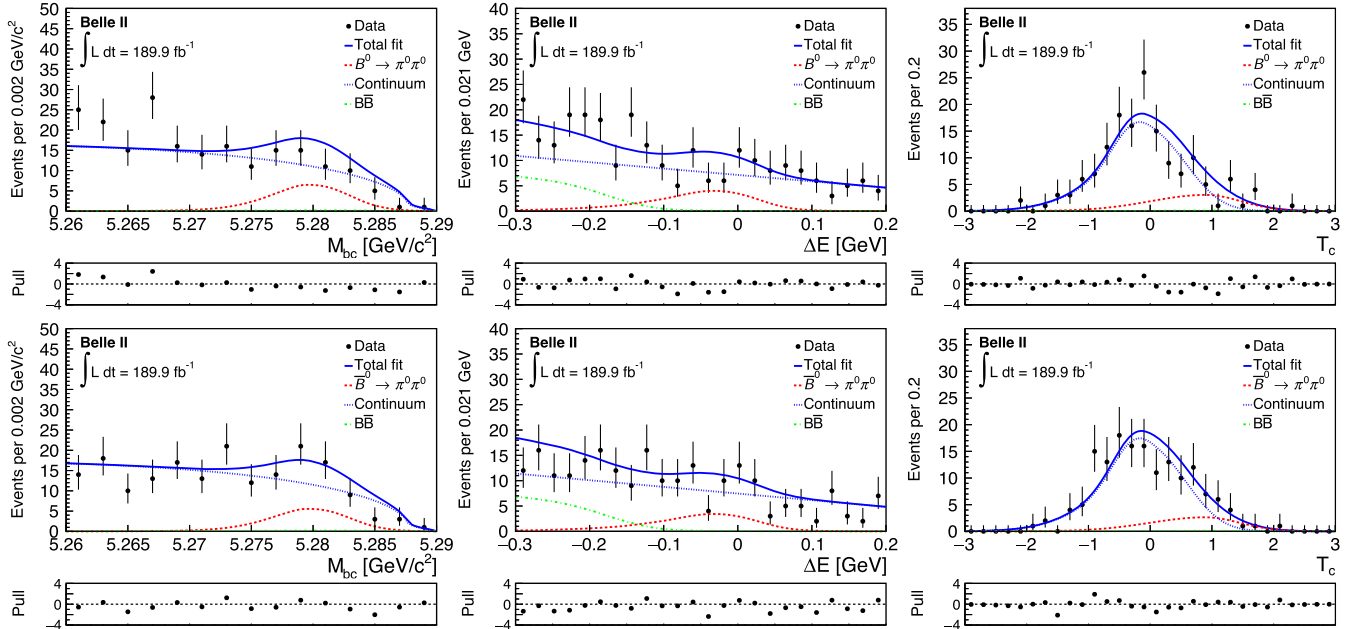 Belle II
∫ L dt = 189.9 fb⁻¹
Data
Total fit
B⁰ → π⁰π⁰
Continuum
BB̅
Events per 0.002 GeV/c²
50
45
40
35
30
25
20
15
10
5
0
5.26 5.265 5.27 5.275 5.28 5.285 5.29
M_bc [GeV/c²]
Pull
4
0
−4
Belle II
∫ L dt = 189.9 fb⁻¹
Data
Total fit
B⁰ → π⁰π⁰
Continuum
BB̅
Events per 0.021 GeV
40
35
30
25
20
15
10
5
0
−0.3 −0.2 −0.1 0 0.1 0.2
ΔE [GeV]
Pull
4
0
−4
Belle II
∫ L dt = 189.9 fb⁻¹
Data
Total fit
B⁰ → π⁰π⁰
Continuum
BB̅
Events per 0.2
35
30
25
20
15
10
5
0
−3 −2 −1 0 1 2 3
T_c
Pull
4
0
−4
Belle II
∫ L dt = 189.9 fb⁻¹
Data
Total fit
B̅⁰ → π⁰π⁰
Continuum
BB̅
Events per 0.002 GeV/c²
50
45
40
35
30
25
20
15
10
5
0
5.26 5.265 5.27 5.275 5.28 5.285 5.29
M_bc [GeV/c²]
Pull
4
0
−4
Belle II
∫ L dt = 189.9 fb⁻¹
Data
Total fit
B̅⁰ → π⁰π⁰
Continuum
BB̅
Events per 0.021 GeV
40
35
30
25
20
15
10
5
0
−0.3 −0.2 −0.1 0 0.1 0.2
ΔE [GeV]
Pull
4
0
−4
Belle II
∫ L dt = 189.9 fb⁻¹
Data
Total fit
B̅⁰ → π⁰π⁰
Continuum
BB̅
Events per 0.2
35
30
25
20
15
10
5
0
−3 −2 −1 0 1 2 3
T_c
Pull
4
0
−4